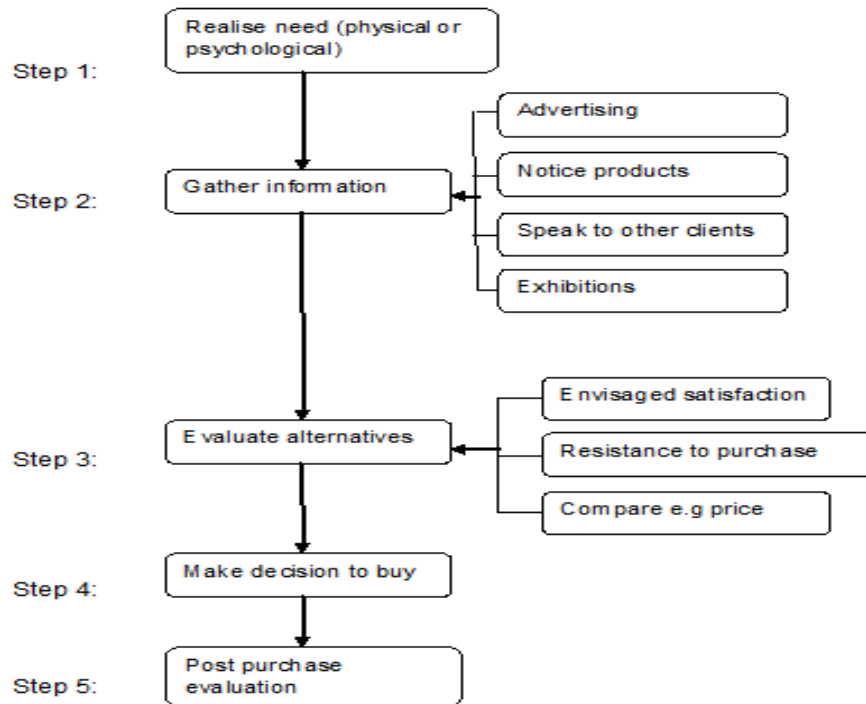 Realise need (physical or
psychological)
Step 1:
Advertising
Notice products
Gather information
Step 2:
Speak to other clients
Exhibitions
Envisaged satisfaction
Evaluate alternatives
Resistance to purchase
Step 3:
Compare e.g price
Make decision to buy
Step 4:
Post purchase
evaluation
Step 5: